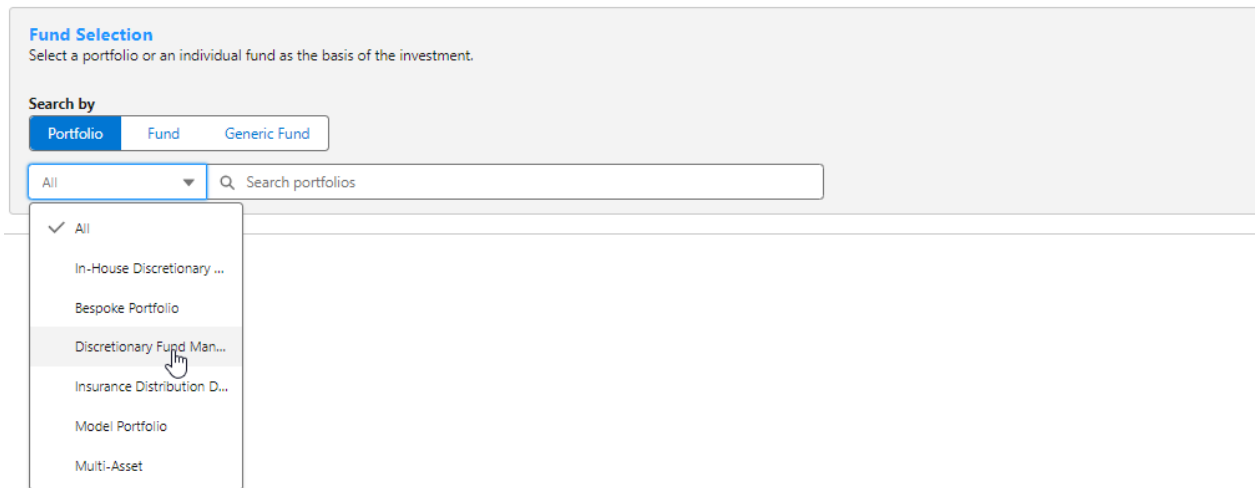 Fund Selection
Select a portfolio or an individual fund as the basis of the investment.
Search by
Portfolio Fund Generic Fund
All Search portfolios
All
In-House Discretionary ...
Bespoke Portfolio
Discretionary Fund Man...
Insurance Distribution D...
Model Portfolio
Multi-Asset